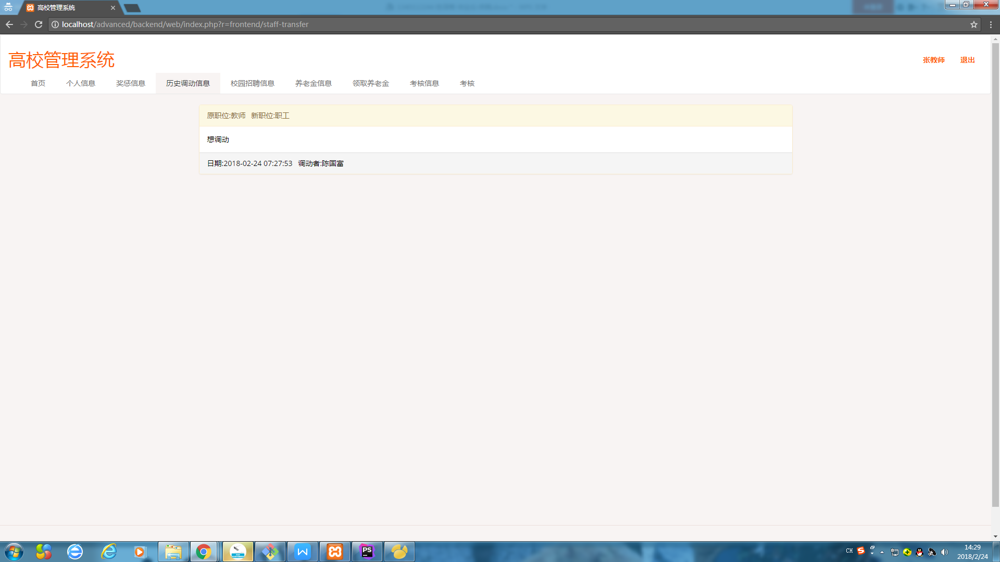 高校管理系统
localhost/advanced/backend/web/index.php?r=frontend/staff-transfer
高校管理系统
张教师 退出
首页 个人信息 奖惩信息 历史调动信息 校园招聘信息 养老金信息 领取养老金 考核信息 考核
原职位:教师 新职位:职工
想调动
日期:2018-02-24 07:27:53 调动者:陈国富
PS
CH
14:29
2018/2/24